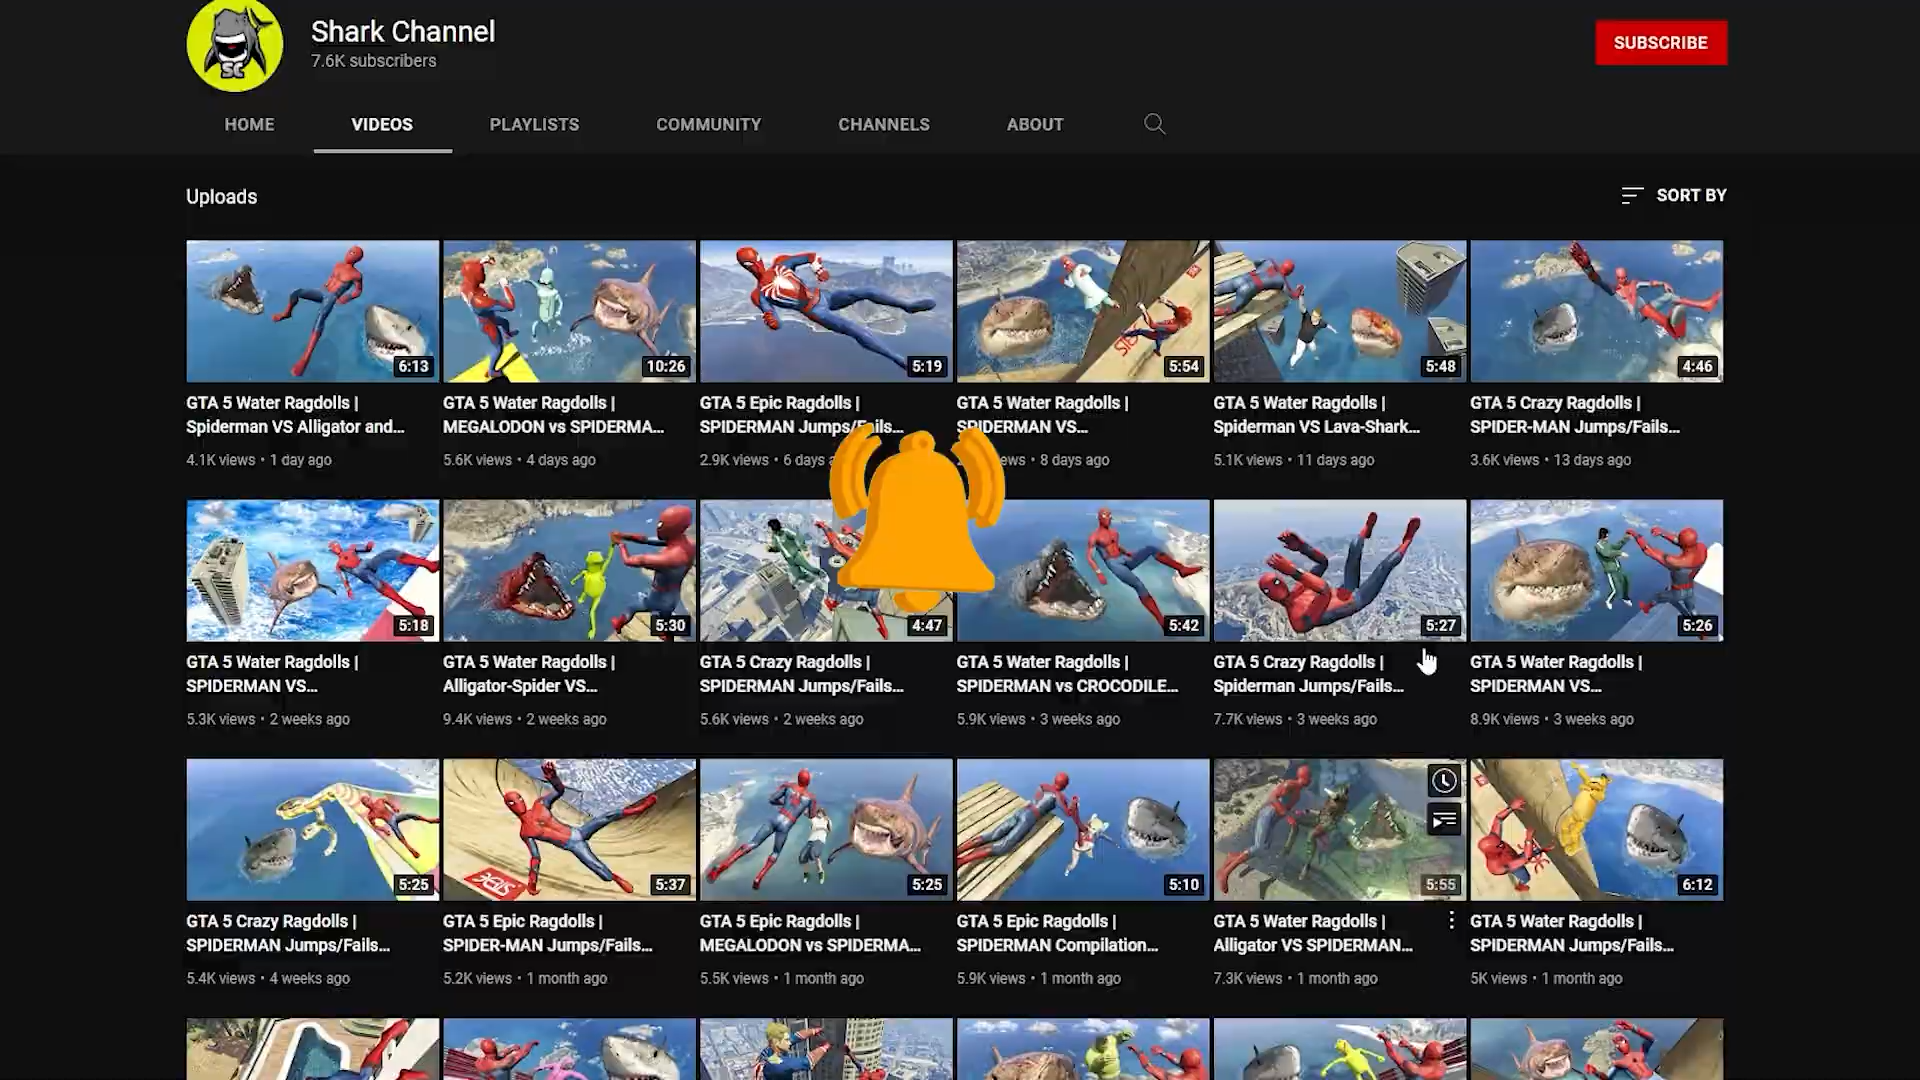 SC
Shark Channel
7.6K subscribers
SUBSCRIBE
HOME VIDEOS PLAYLISTS COMMUNITY CHANNELS ABOUT
Uploads
SORT BY
6:13 10:26 5:19 5:54 5:48 4:46
GTA 5 Water Ragdolls |
Spiderman VS Alligator and...
4.1K views • 1 day ago
GTA 5 Water Ragdolls |
MEGALODON vs SPIDERMA...
5.6K views • 4 days ago
GTA 5 Epic Ragdolls |
SPIDERMAN Jumps/Fails...
2.9K views • 6 days
GTA 5 Water Ragdolls |
SPIDERMAN VS...
8 days ago
GTA 5 Water Ragdolls |
Spiderman VS Lava-Shark...
5.1K views • 11 days ago
GTA 5 Crazy Ragdolls |
SPIDER-MAN Jumps/Fails...
3.6K views • 13 days ago
5:18 5:30 4:47 5:42 5:27 5:26
GTA 5 Water Ragdolls |
SPIDERMAN VS...
5.3K views • 2 weeks ago
GTA 5 Water Ragdolls |
Alligator-Spider VS...
9.4K views • 2 weeks ago
GTA 5 Crazy Ragdolls |
SPIDERMAN Jumps/Fails...
5.6K views • 2 weeks ago
GTA 5 Water Ragdolls |
SPIDERMAN vs CROCODILE...
5.9K views • 3 weeks ago
GTA 5 Crazy Ragdolls |
Spiderman Jumps/Fails...
7.7K views • 3 weeks ago
GTA 5 Water Ragdolls |
SPIDERMAN VS...
8.9K views • 3 weeks ago
5:25 5:37 5:25 5:10 5:55 6:12
GTA 5 Crazy Ragdolls |
SPIDERMAN Jumps/Fails...
5.4K views • 4 weeks ago
GTA 5 Epic Ragdolls |
SPIDER-MAN Jumps/Fails...
5.2K views • 1 month ago
GTA 5 Epic Ragdolls |
MEGALODON vs SPIDERMA...
5.5K views • 1 month ago
GTA 5 Epic Ragdolls |
SPIDERMAN Compilation...
5.9K views • 1 month ago
GTA 5 Water Ragdolls |
Alligator VS SPIDERMAN...
7.3K views • 1 month ago
GTA 5 Water Ragdolls |
SPIDERMAN Jumps/Fails...
5K views • 1 month ago